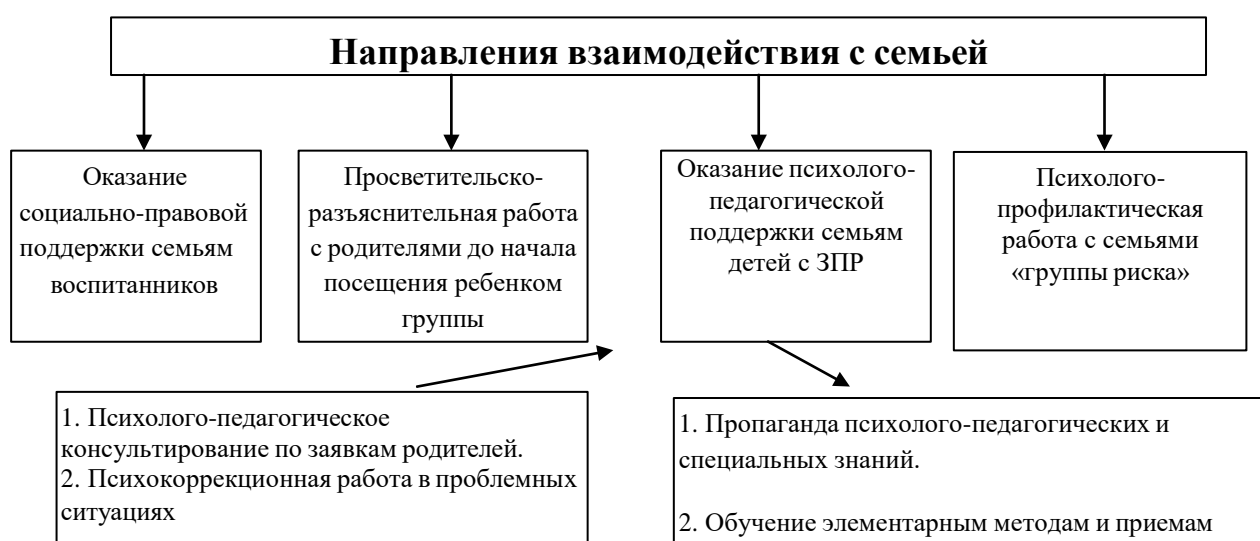 Направления взаимодействия с семьей
Оказание
социально-правовой
поддержки семьям
воспитанников
Просветительско-
разъяснительная работа
с родителями до начала
посещения ребенком
группы
Оказание психолого-
педагогической
поддержки семьям
детей с ЗПР
Психолого-
профилактическая
работа с семьями
«группы риска»
1. Психолого-педагогическое
консультирование по заявкам родителей.
2. Психокоррекционная работа в проблемных
ситуациях
1. Пропаганда психолого-педагогических и
специальных знаний.
2. Обучение элементарным методам и приемам